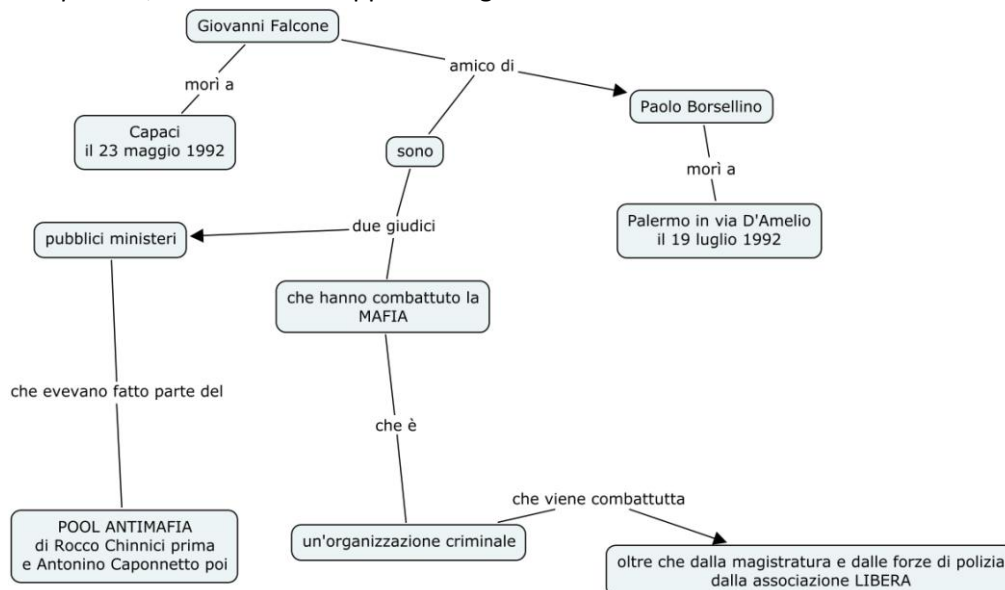 Giovanni Falcone
amico di
morì a
Paolo Borsellino
Capaci
il 23 maggio 1992
sono
morì a
due giudici
pubblici ministeri
Palermo in via D'Amelio
il 19 luglio 1992
che hanno combattuto la
MAFIA
che evevano fatto parte del
che è
che viene combattutta
POOL ANTIMAFIA
di Rocco Chinnici prima
e Antonino Caponnetto poi
un'organizzazione criminale
oltre che dalla magistratura e dalle forze di polizia
dalla associazione LIBERA